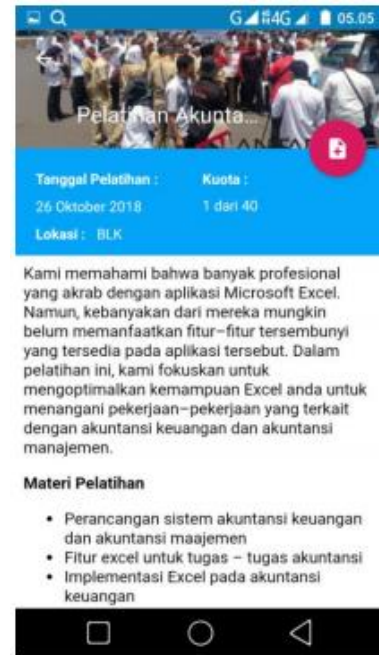 G 4G 05.05
Pelatihan Akunta...
Tanggal Pelatihan : Kuota :
26 Oktober 2018 1 dari 40
Lokasi : BLK
Kami memahami bahwa banyak profesional
yang akrab dengan aplikasi Microsoft Excel.
Namun, kebanyakan dari mereka mungkin
belum memanfaatkan fitur–fitur tersembunyi
yang tersedia pada aplikasi tersebut. Dalam
pelatihan ini, kami fokuskan untuk
mengoptimalkan kemampuan Excel anda untuk
menangani pekerjaan–pekerjaan yang terkait
dengan akuntansi keuangan dan akuntansi
manajemen.
Materi Pelatihan
• Perancangan sistem akuntansi keuangan
dan akuntansi maajemen
• Fitur excel untuk tugas – tugas akuntansi
• Implementasi Excel pada akuntansi
keuangan